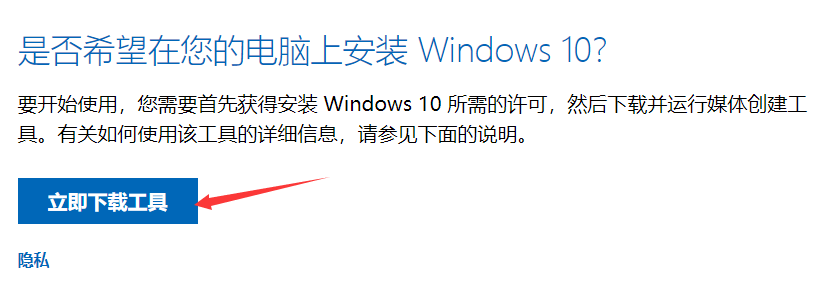 是否希望在您的电脑上安装 Windows 10?
要开始使用，您需要首先获得安装 Windows 10 所需的许可，然后下载并运行媒体创建工
具。有关如何使用该工具的详细信息，请参见下面的说明。
立即下载工具
隐私